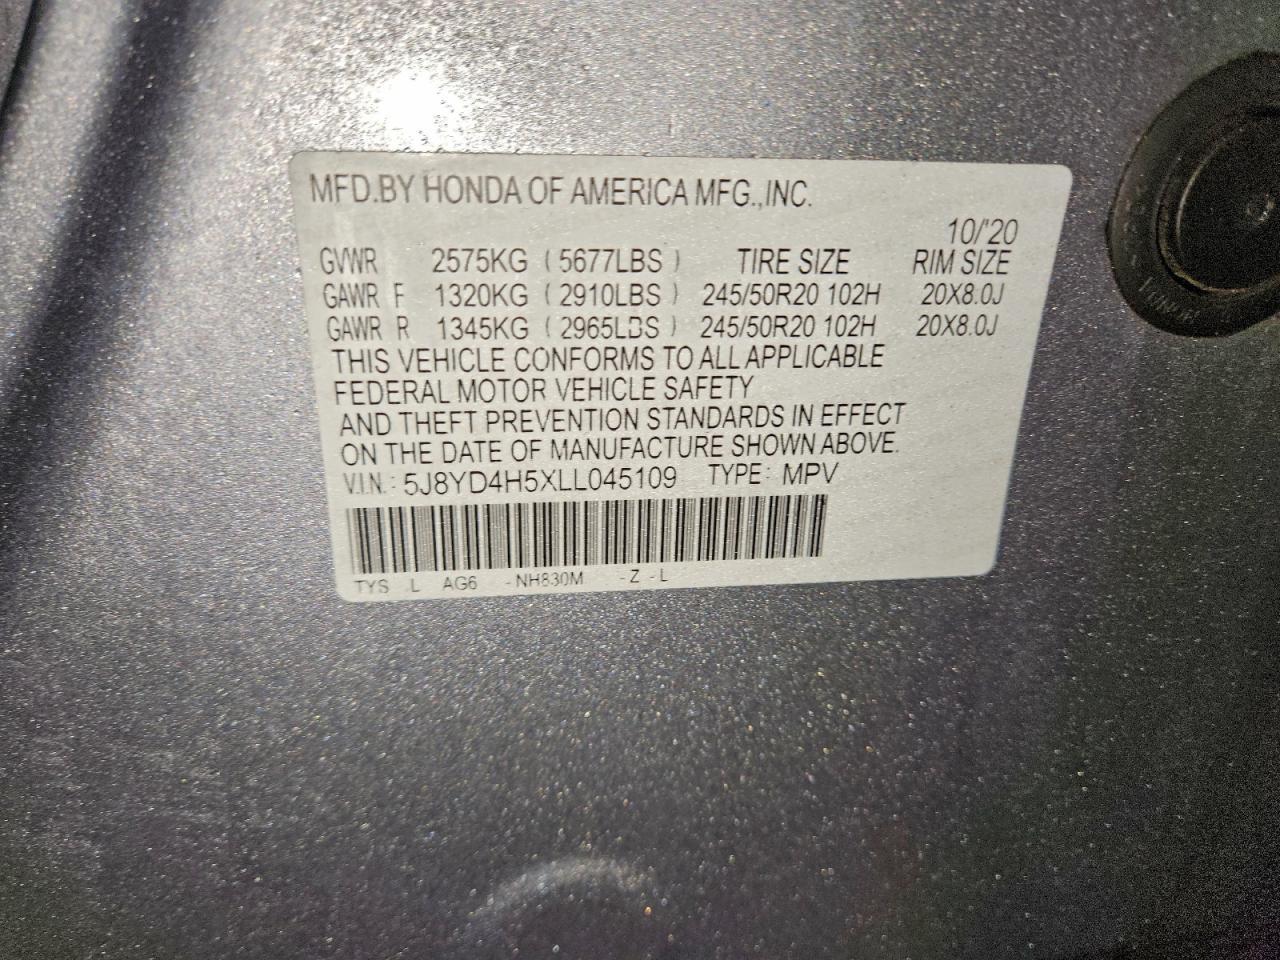 MFD.BY HONDA OF AMERICA MFG.,INC.
10/'20
GVWR 2575KG ( 5677LBS ) TIRE SIZE RIM SIZE
GAWR F 1320KG ( 2910LBS ) 245/50R20 102H 20X8.0J
GAWR R 1345KG ( 2965LBS ) 245/50R20 102H 20X8.0J
THIS VEHICLE CONFORMS TO ALL APPLICABLE
FEDERAL MOTOR VEHICLE SAFETY
AND THEFT PREVENTION STANDARDS IN EFFECT
ON THE DATE OF MANUFACTURE SHOWN ABOVE.
V.I.N.: 5J8YD4H5XLL045109 TYPE: MPV
TYS L AG6 -NH830M -Z -L